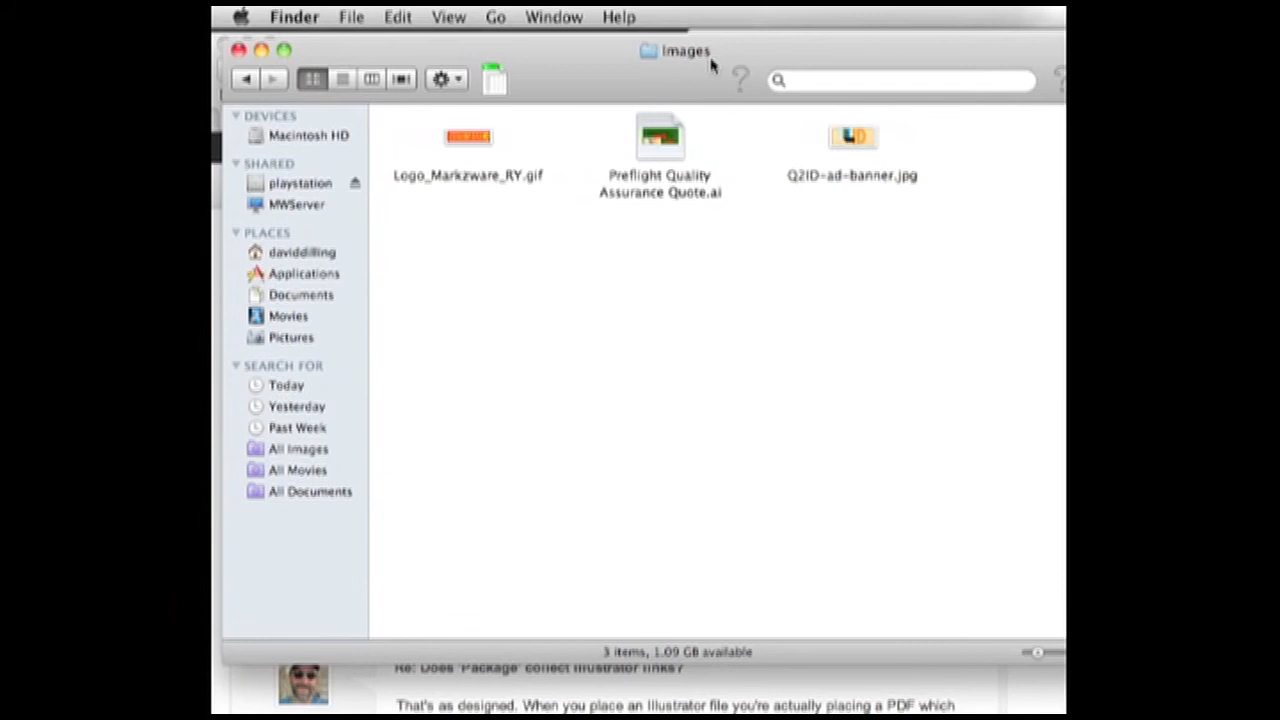 Finder File Edit View Go Window Help
Images
DEVICES
Macintosh HD
SHARED
playstation
MWServer
PLACES
daviddilling
Applications
Documents
Movies
Pictures
SEARCH FOR
Today
Yesterday
Past Week
All Images
All Movies
All Documents
Logo_Markzware_RY.gif
Preflight Quality
Assurance Quote.ai
Q2ID-ad-banner.jpg
3 items, 1.09 GB available
Re: Does 'Package' collect Illustrator links?
That's as designed. When you place an Illustrator file you're actually placing a PDF which